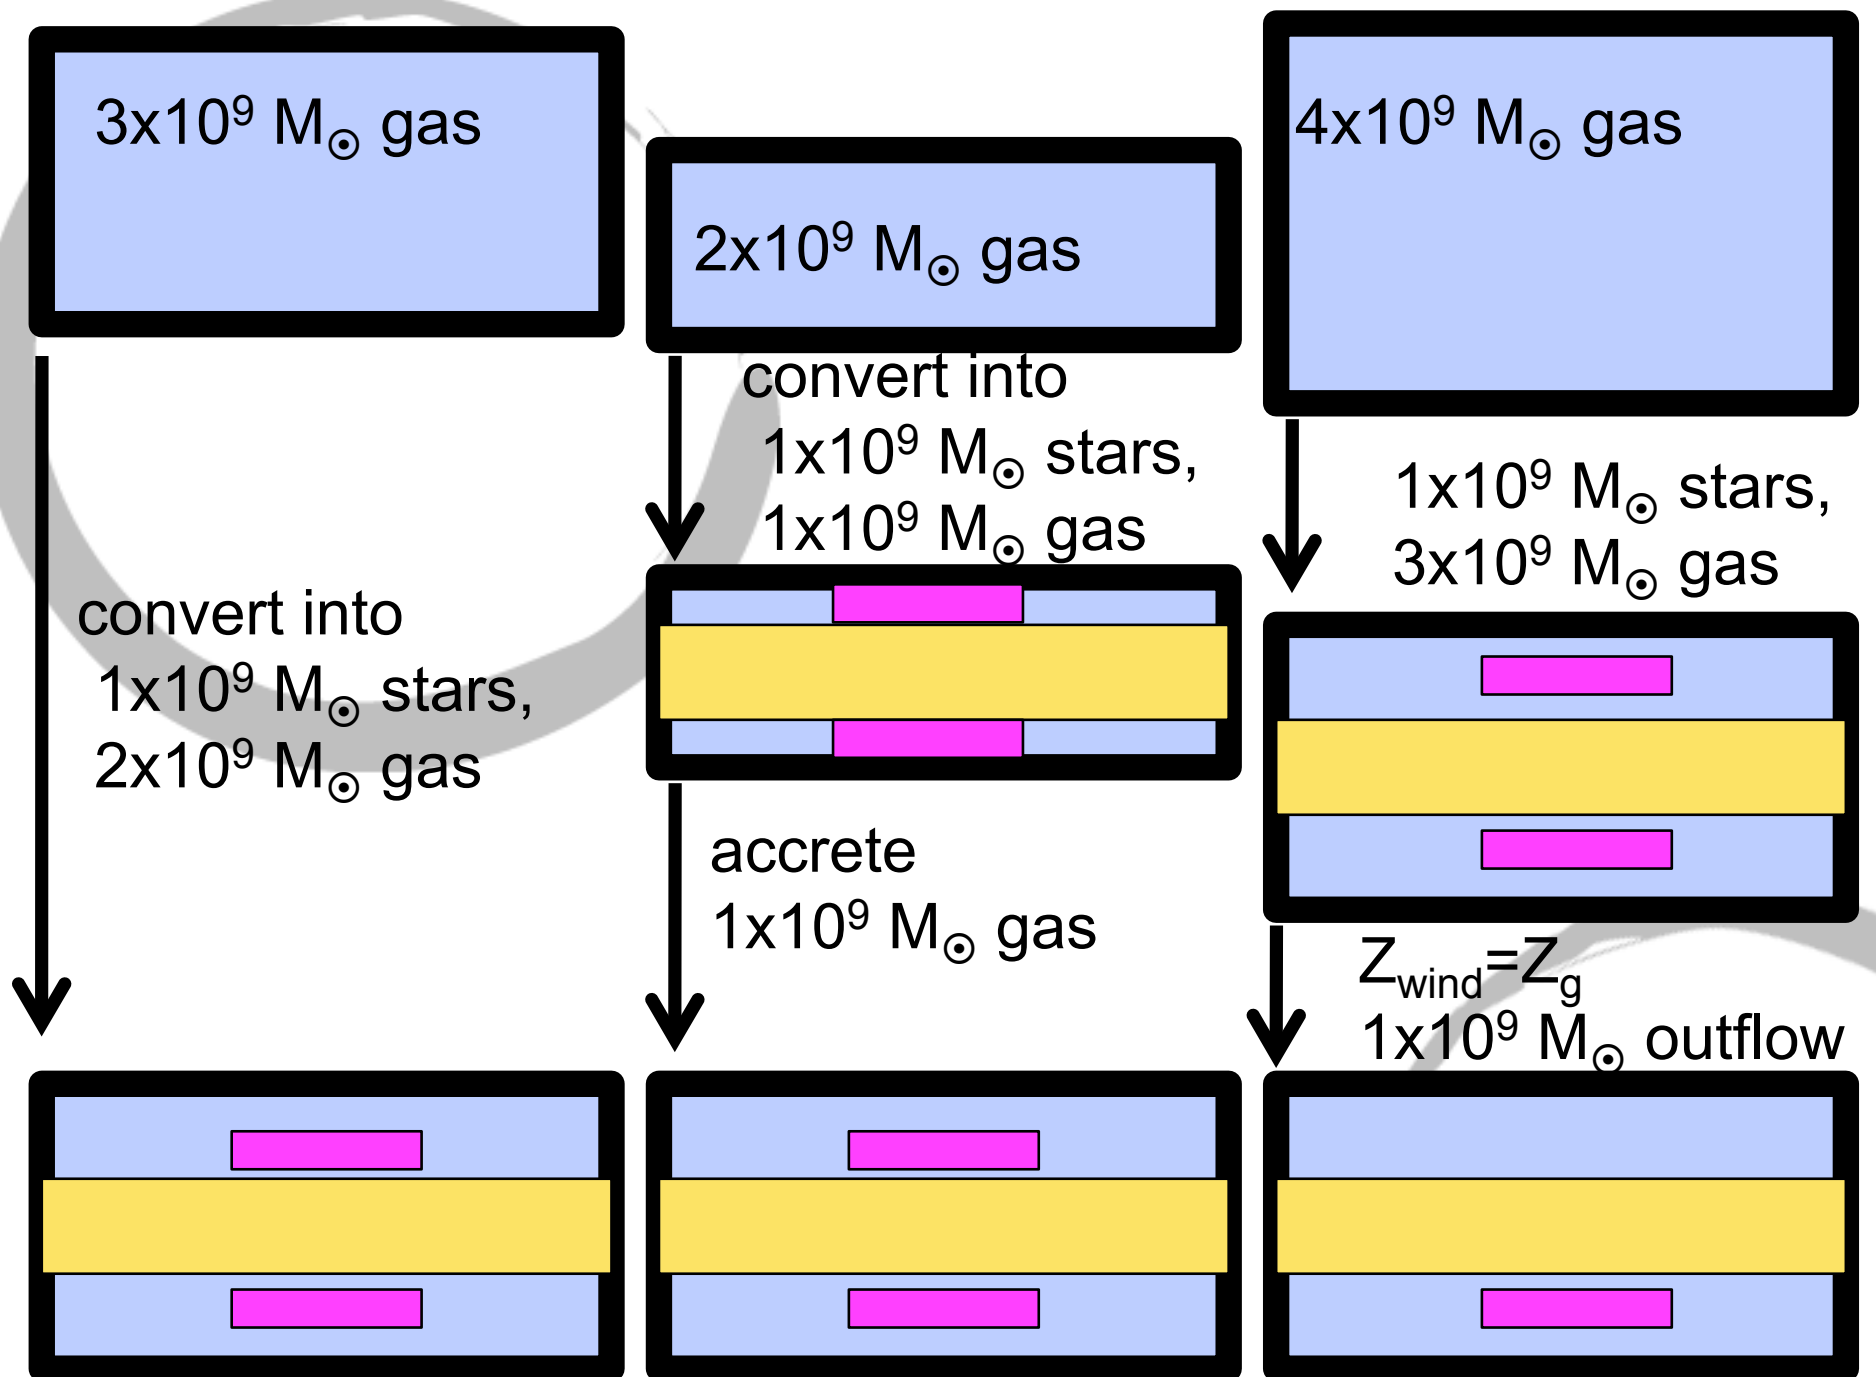 3x10⁹ M☉ gas
convert into
1x10⁹ M☉ stars,
2x10⁹ M☉ gas
2x10⁹ M☉ gas
convert into
1x10⁹ M☉ stars,
1x10⁹ M☉ gas
accrete
1x10⁹ M☉ gas
4x10⁹ M☉ gas
1x10⁹ M☉ stars,
3x10⁹ M☉ gas
Z_wind=Z_g
1x10⁹ M☉ outflow